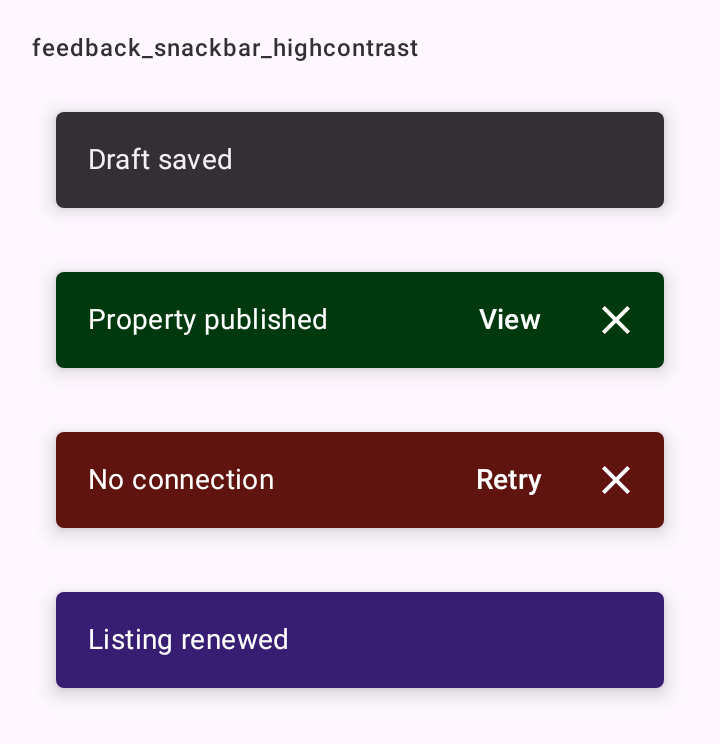 feedback_snackbar_highcontrast
Draft saved
Property published View
No connection Retry
Listing renewed